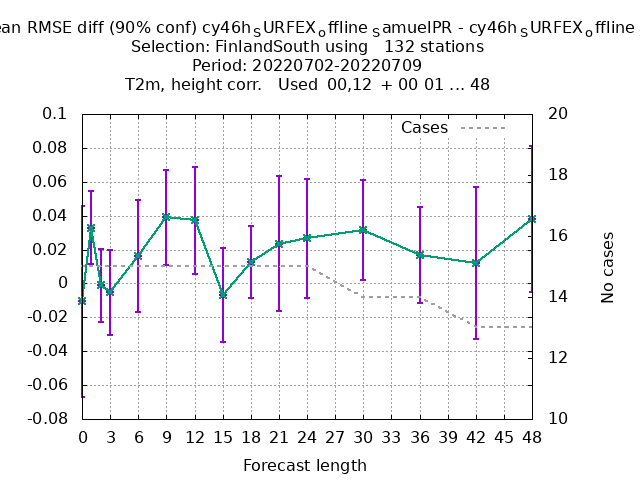 ean RMSE diff (90% conf) cy46hSURFEXoffline SamuelPR - cy46hSURFEXoffline
Selection: FinlandSouth using 132 stations
Period: 20220702-20220709
T2m, height corr. Used 00,12 + 00 01 ... 48
Cases
0.1
0.08
0.06
0.04
0.02
0
-0.02
-0.04
-0.06
-0.08
20
18
16
14
12
10
No cases
0 3 6 9 12 15 18 21 24 27 30 33 36 39 42 45 48
Forecast length